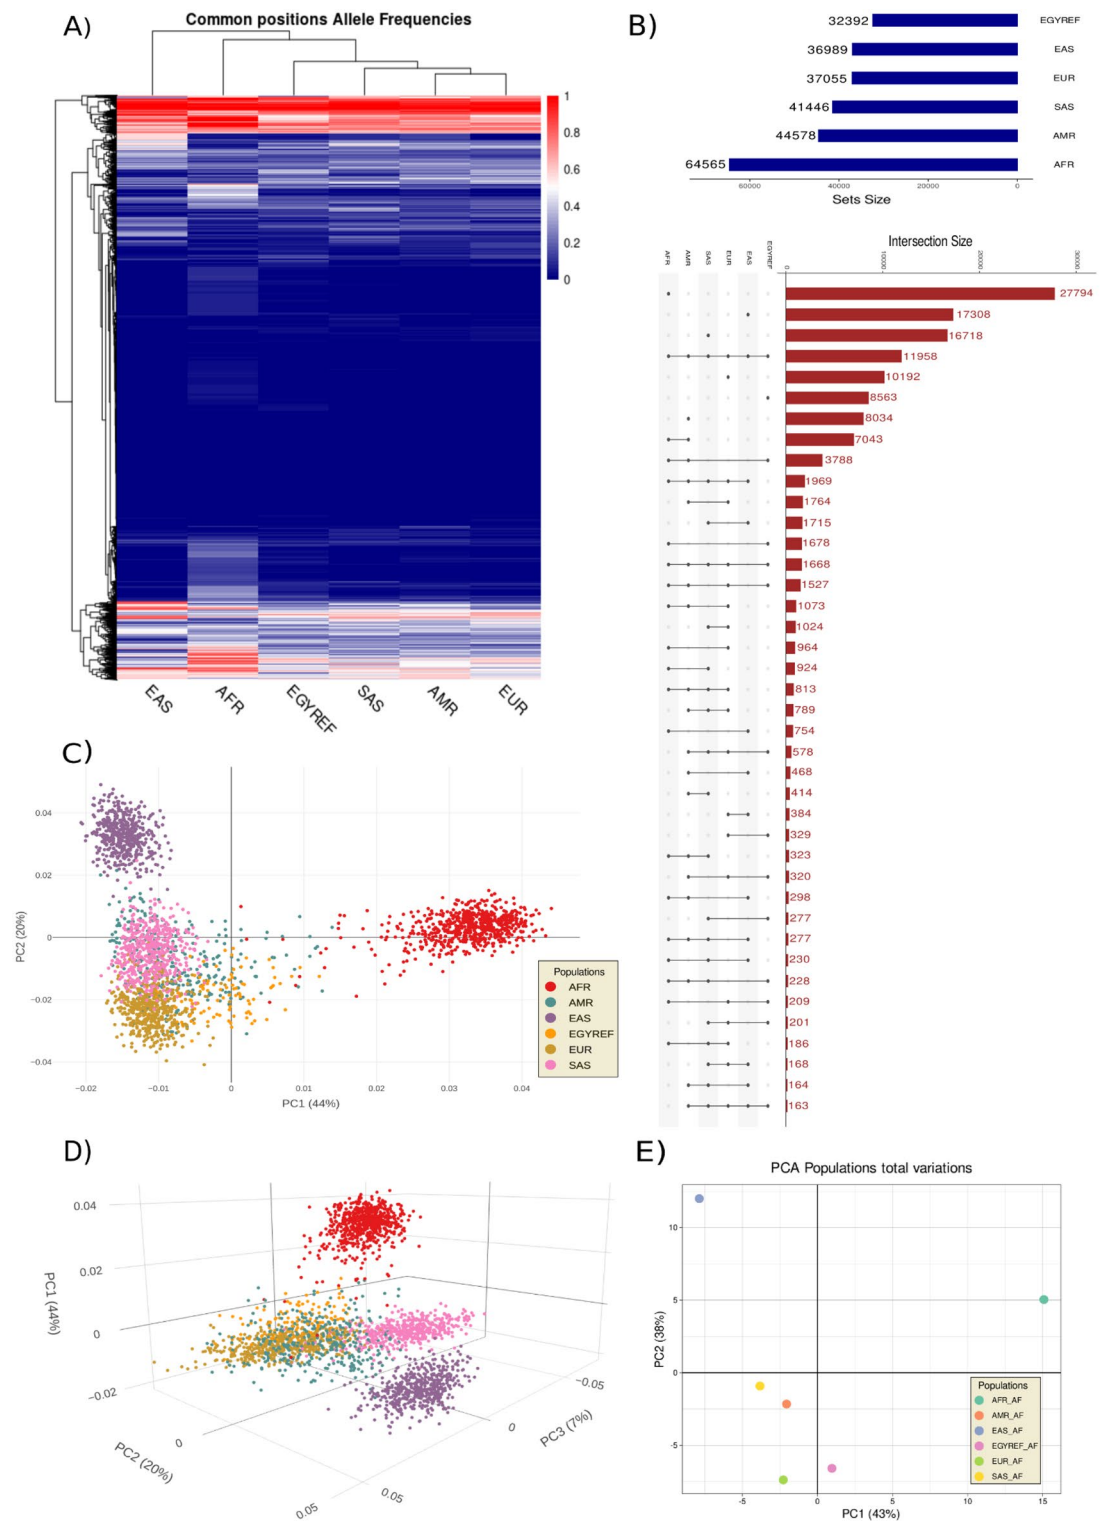 A)
Common positions Allele Frequencies
1
0.8
0.6
0.4
0.2
0
EAS
AFR
EGYREF
SAS
AMR
EUR
B)
32392 EGYREF
36989 EAS
37055 EUR
41446 SAS
44578 AMR
64565 AFR
60000 40000 20000 0
Sets Size
Intersection Size
AFR AMR SAS EUR EAS EGYREF
0 10000 20000 30000
27794
17308
16718
11958
10192
8563
8034
7043
3788
1969
1764
1715
1678
1668
1527
1073
1024
964
924
813
789
754
578
468
414
384
329
323
320
298
277
277
230
228
209
201
186
168
164
163
C)
0.04
0.02
0
−0.02
−0.04
PC2 (20%)
−0.02 −0.01 0 0.01 0.02 0.03 0.04
PC1 (44%)
Populations
AFR
AMR
EAS
EGYREF
EUR
SAS
D)
0.04
0.02
0
−0.02
PC1 (44%)
0
0.05
PC2 (20%)
−0.05
0
0.05
PC3 (7%)
E)
PCA Populations total variations
10
5
0
-5
PC2 (38%)
-5 0 5 10 15
PC1 (43%)
Populations
AFR_AF
AMR_AF
EAS_AF
EGYREF_AF
EUR_AF
SAS_AF